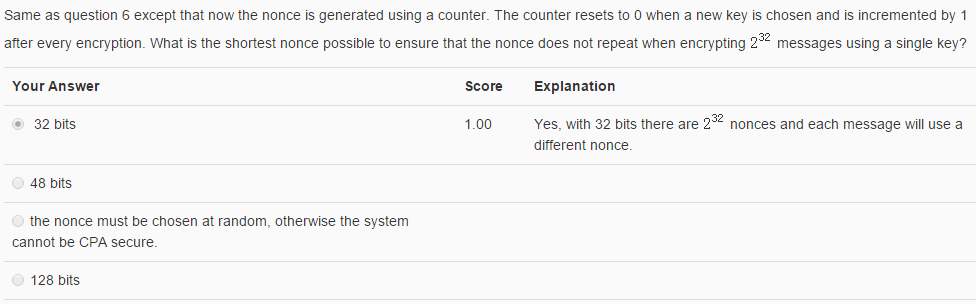 Same as question 6 except that now the nonce is generated using a counter. The counter resets to 0 when a new key is chosen and is incremented by 1
after every encryption. What is the shortest nonce possible to ensure that the nonce does not repeat when encrypting 2^32 messages using a single key?
Your Answer Score Explanation
32 bits 1.00 Yes, with 32 bits there are 2^32 nonces and each message will use a
different nonce.
48 bits
the nonce must be chosen at random, otherwise the system
cannot be CPA secure.
128 bits